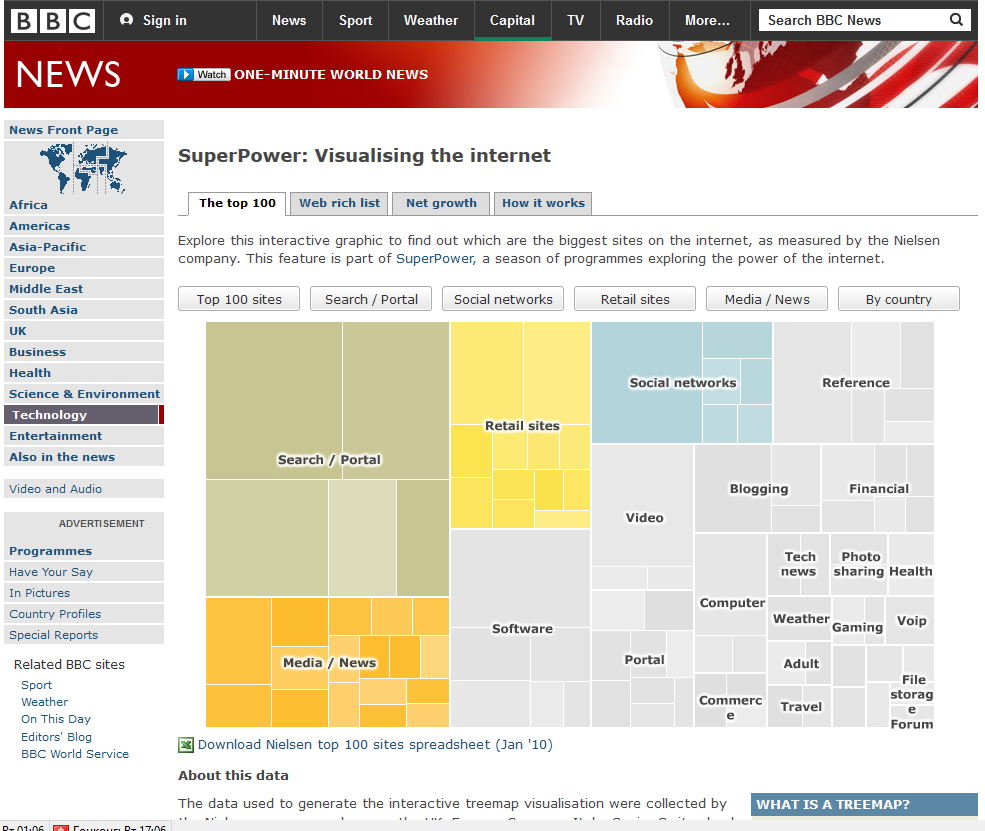 BBC
Sign in
News
Sport
Weather
Capital
TV
Radio
More...
Search BBC News
NEWS
Watch ONE-MINUTE WORLD NEWS
News Front Page
Africa
Americas
Asia-Pacific
Europe
Middle East
South Asia
UK
Business
Health
Science & Environment
Technology
Entertainment
Also in the news
Video and Audio
ADVERTISEMENT
Programmes
Have Your Say
In Pictures
Country Profiles
Special Reports
Related BBC sites
Sport
Weather
On This Day
Editors' Blog
BBC World Service
SuperPower: Visualising the internet
The top 100
Web rich list
Net growth
How it works
Explore this interactive graphic to find out which are the biggest sites on the internet, as measured by the Nielsen
company. This feature is part of SuperPower, a season of programmes exploring the power of the internet.
Top 100 sites
Search / Portal
Social networks
Retail sites
Media / News
By country
Search / Portal
Retail sites
Social networks
Reference
Media / News
Software
Video
Portal
Blogging
Financial
Computer
Commerc
e
Tech
news
Photo
sharing
Health
Weather
Gaming
Voip
Adult
Travel
File
storag
e
Forum
Download Nielsen top 100 sites spreadsheet (Jan '10)
About this data
The data used to generate the interactive treemap visualisation were collected by
WHAT IS A TREEMAP?